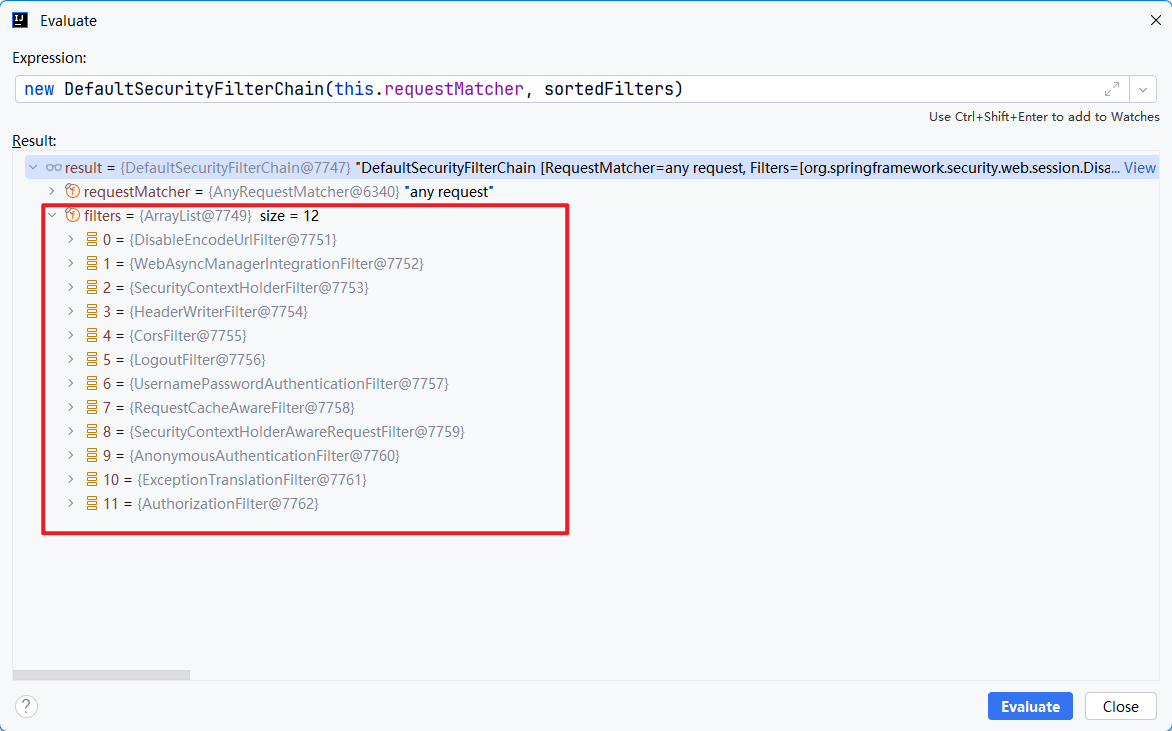 Evaluate
Expression:
new DefaultSecurityFilterChain(this.requestMatcher, sortedFilters)
Use Ctrl+Shift+Enter to add to Watches
Result:
result = {DefaultSecurityFilterChain@7747} "DefaultSecurityFilterChain [RequestMatcher=any request, Filters=[org.springframework.security.web.session.Disa... View
requestMatcher = {AnyRequestMatcher@6340} "any request"
filters = {ArrayList@7749} size = 12
0 = {DisableEncodeUrlFilter@7751}
1 = {WebAsyncManagerIntegrationFilter@7752}
2 = {SecurityContextHolderFilter@7753}
3 = {HeaderWriterFilter@7754}
4 = {CorsFilter@7755}
5 = {LogoutFilter@7756}
6 = {UsernamePasswordAuthenticationFilter@7757}
7 = {RequestCacheAwareFilter@7758}
8 = {SecurityContextHolderAwareRequestFilter@7759}
9 = {AnonymousAuthenticationFilter@7760}
10 = {ExceptionTranslationFilter@7761}
11 = {AuthorizationFilter@7762}
? Evaluate Close